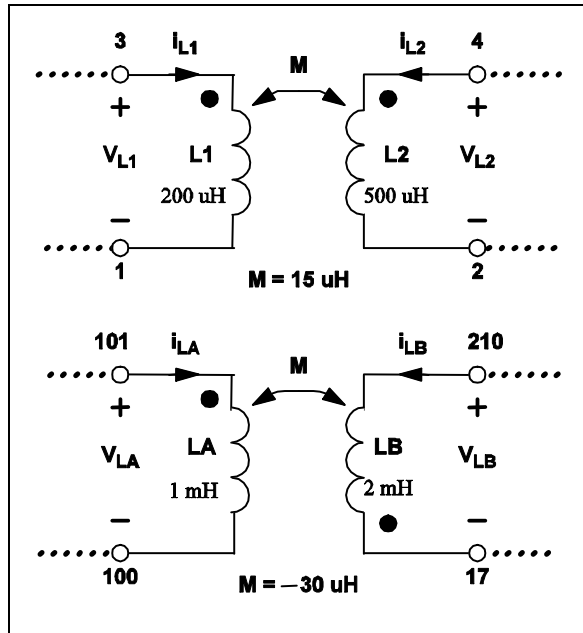 3 iL1 iL2 4
M
+ +
VL1 L1 L2 VL2
200 uH 500 uH
− −
1 2
M = 15 uH
101 iLA iLB 210
M
+ +
VLA LA LB VLB
1 mH 2 mH
− −
100 17
M = −30 uH